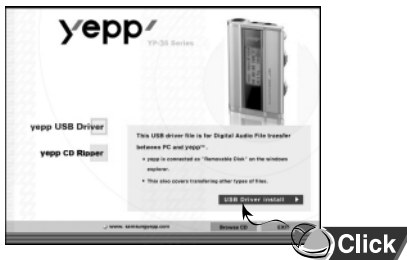 yepp'
YP-35 Series
yepp USB Driver
yepp CD Ripper
This USB driver file is for Digital Audio File transfer
between PC and yepp™.
• yepp is connected as "Removable Disk" on the windows
explorer.
• This also covers transferring other types of files.
USB Driver install
www. samsungyepp.com
Browse CD
EXIT
Click